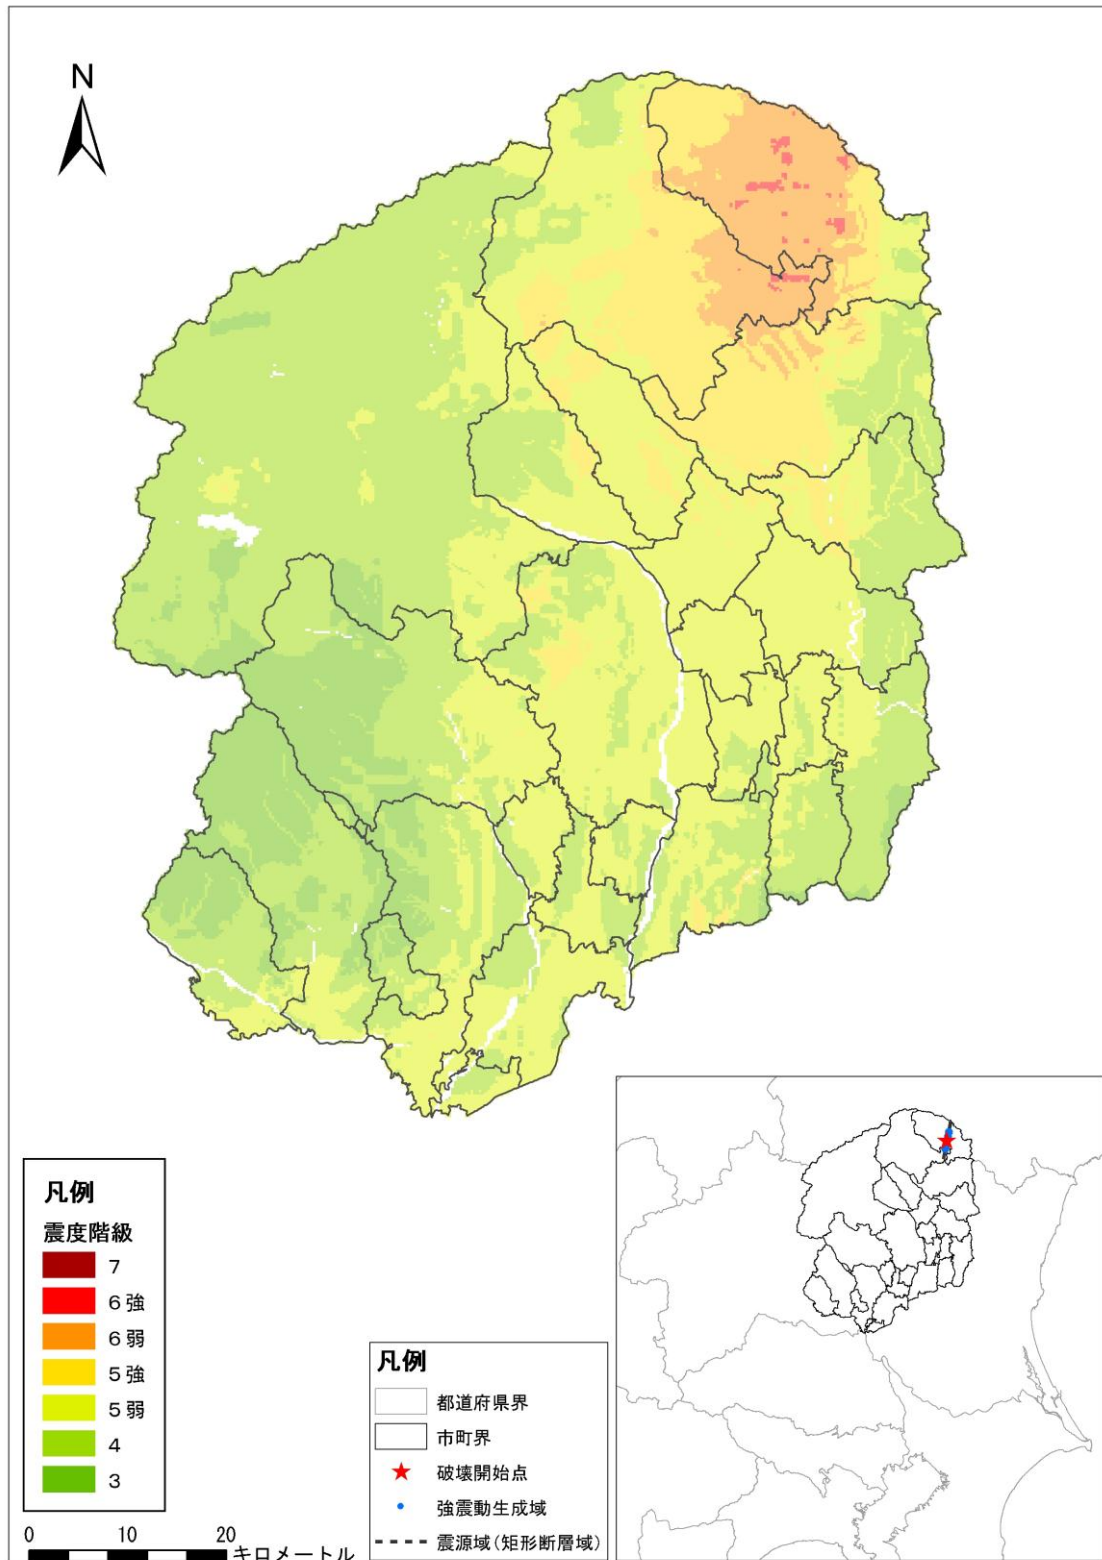 N
凡例
震度階級
7
6強
6弱
5強
5弱
4
3
0 10 20
キロメートル
凡例
都道府県界
市町界
破壊開始点
強震動生成域
震源域(矩形断層域)